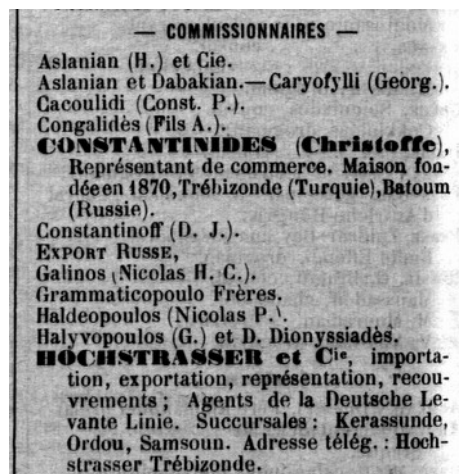 — COMMISSIONNAIRES —
Aslanian (H.) et Cie.
Aslanian et Dabakian.—Caryofylli (Georg.).
Cacoulidi (Const. P.).
Congalidès (Fils A.).
CONSTANTINIDES (Christoffe),
Représentant de commerce. Maison fon-
dée en 1870, Trébizonde (Turquie), Batoum
(Russie).
Constantinoff (D. J.).
EXPORT RUSSE,
Galinos (Nicolas H. C.).
Grammaticopoulo Frères.
Haldeopoulos (Nicolas P.).
Halyvopoulos (G.) et D. Dionyssiadès.
HOCHSTRASSER et Cie, importa-
tion, exportation, représentation, recou-
vrements ; Agents de la Deutsche Le-
vante Linie. Succursales : Kerassunde,
Ordou, Samsoun. Adresse télég. : Hoch-
strasser Trébizonde.